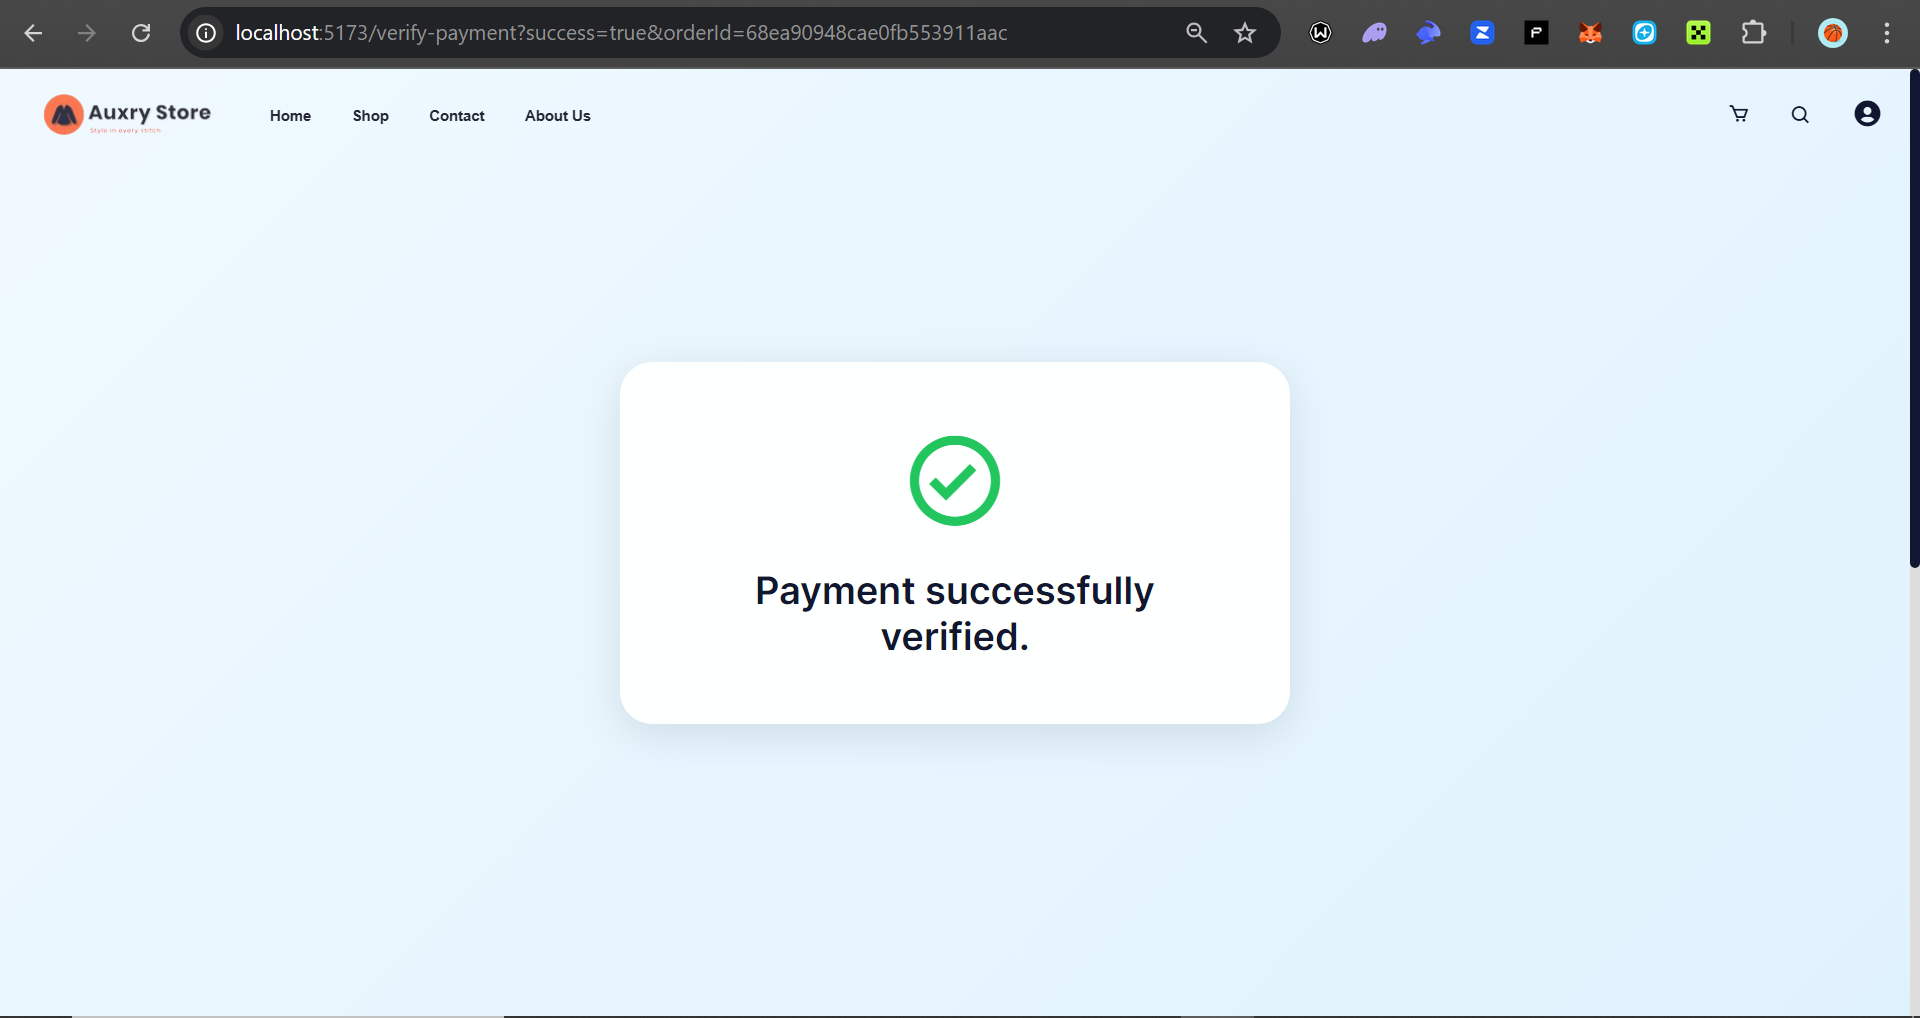 localhost:5173/verify-payment?success=true&orderId=68ea90948cae0fb553911aac
Auxry Store
Style in every stitch
Home
Shop
Contact
About Us
Payment successfully
verified.